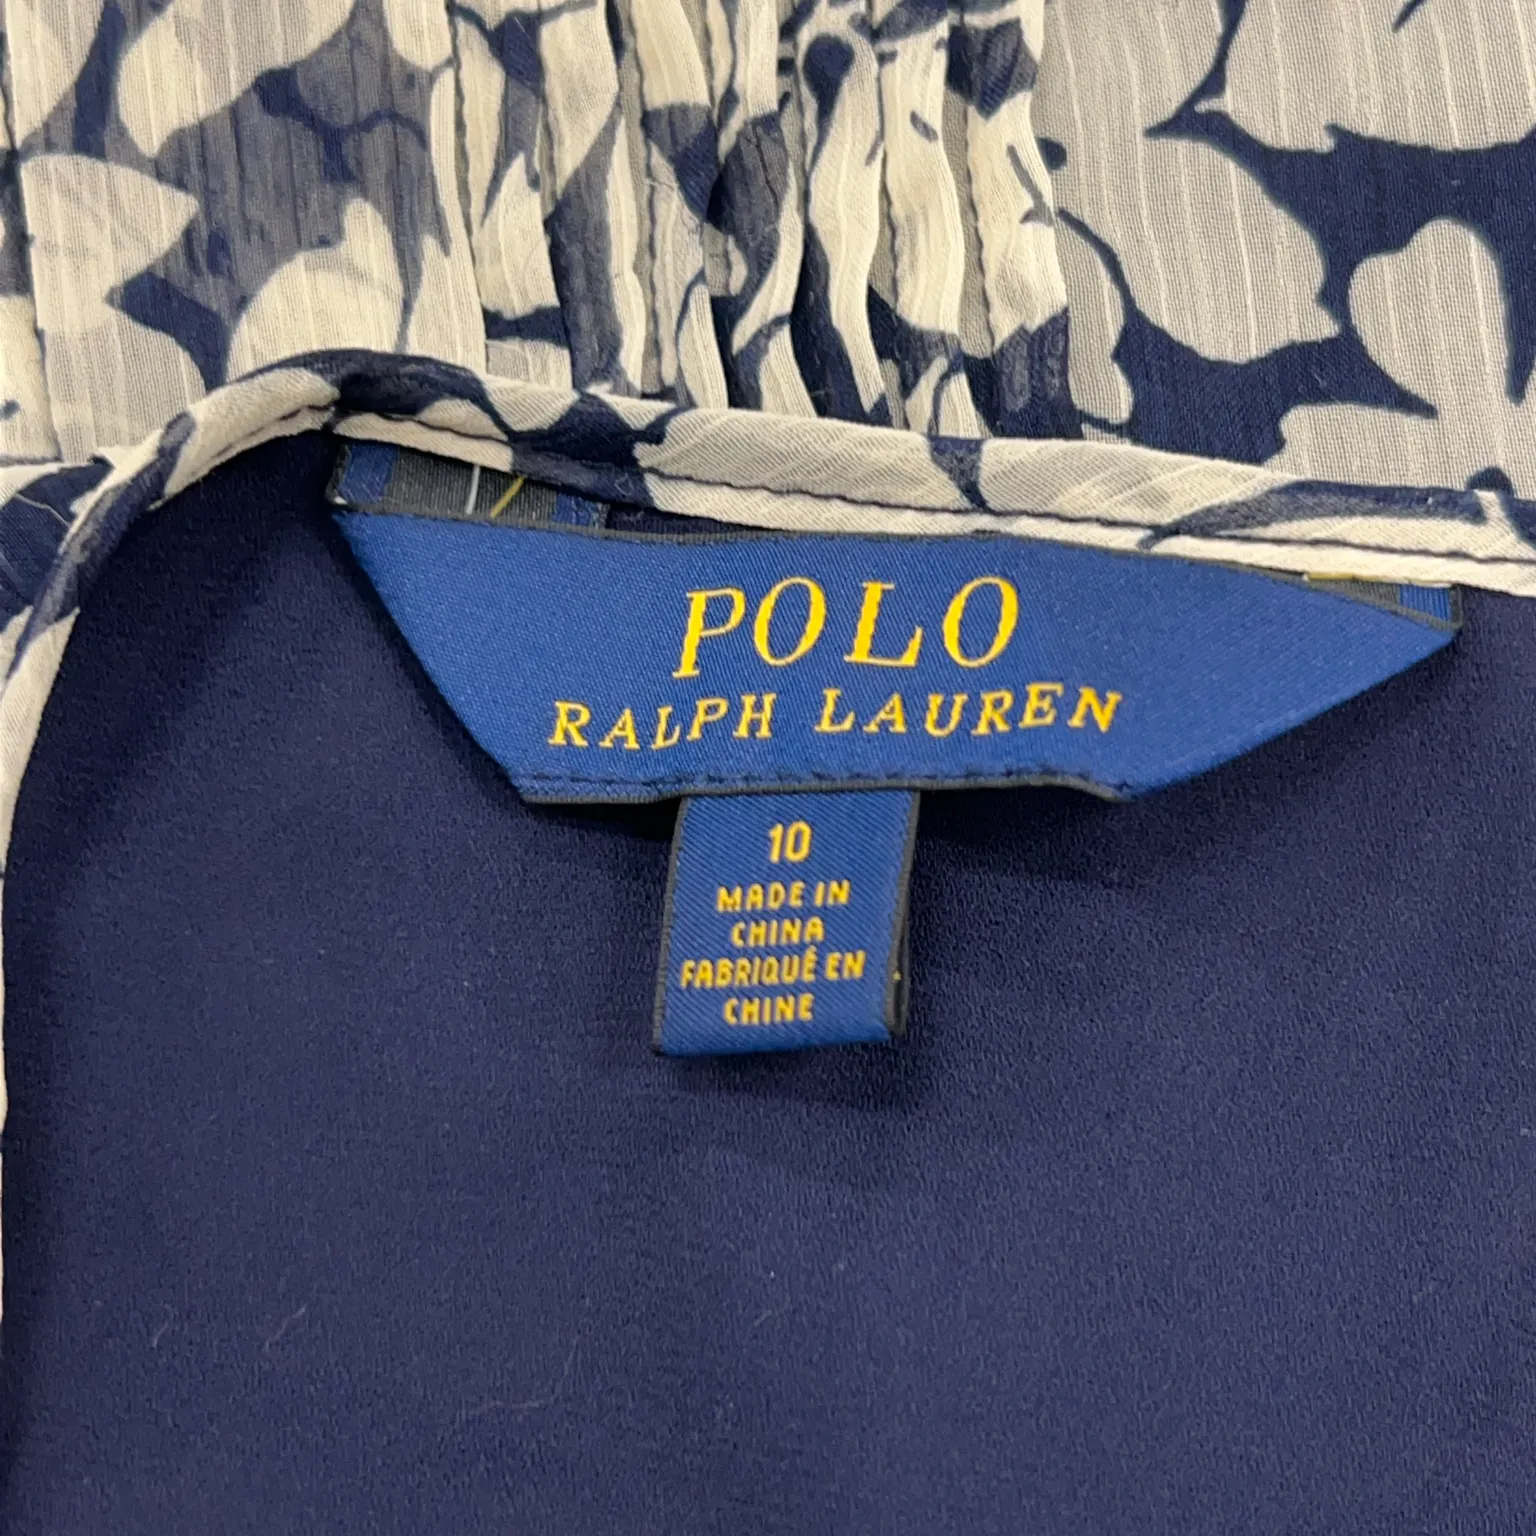 POLO
RALPH LAUREN
10
MADE IN
CHINA
FABRIQUÉ EN
CHINE